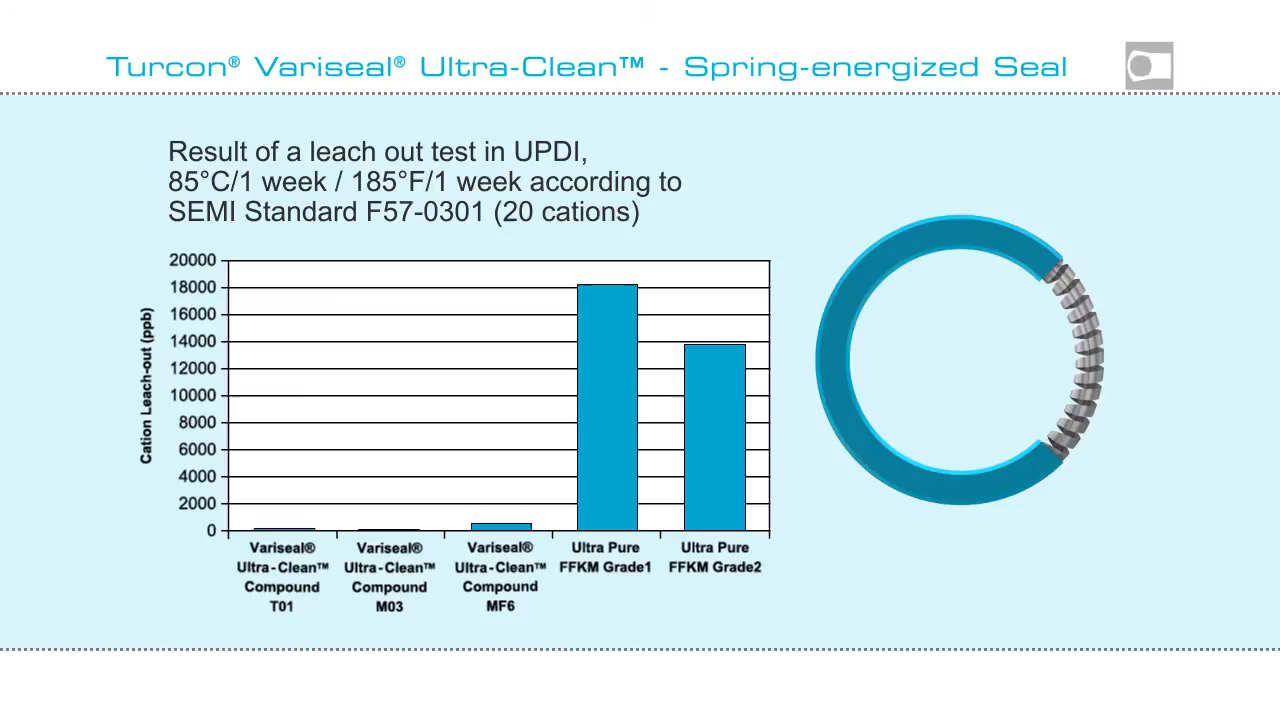 Turcon® Variseal® Ultra-Clean™ - Spring-energized Seal
Result of a leach out test in UPDI,
85°C/1 week / 185°F/1 week according to
SEMI Standard F57-0301 (20 cations)
Cation Leach-out (ppb)
20000
18000
16000
14000
12000
10000
8000
6000
4000
2000
0
Variseal®
Ultra-Clean™
Compound
T01
Variseal®
Ultra-Clean™
Compound
M03
Variseal®
Ultra-Clean™
Compound
MF6
Ultra Pure
FFKM Grade1
Ultra Pure
FFKM Grade2